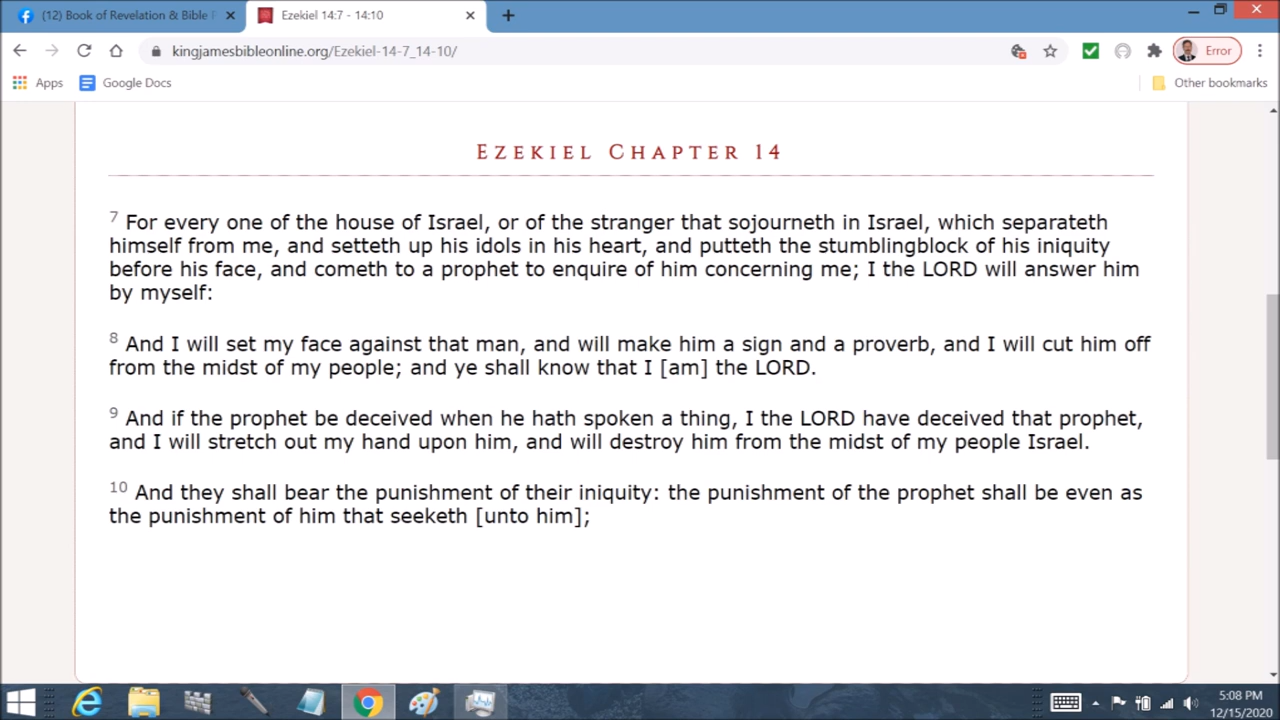 (12) Book of Revelation & Bible
Ezekiel 14:7 - 14:10
kingjamesbibleonline.org/Ezekiel-14-7_14-10/
Error
Apps
Google Docs
Other bookmarks
EZEKIEL CHAPTER 14
7 For every one of the house of Israel, or of the stranger that sojourneth in Israel, which separateth
himself from me, and setteth up his idols in his heart, and putteth the stumblingblock of his iniquity
before his face, and cometh to a prophet to enquire of him concerning me; I the LORD will answer him
by myself:
8 And I will set my face against that man, and will make him a sign and a proverb, and I will cut him off
from the midst of my people; and ye shall know that I [am] the LORD.
9 And if the prophet be deceived when he hath spoken a thing, I the LORD have deceived that prophet,
and I will stretch out my hand upon him, and will destroy him from the midst of my people Israel.
10 And they shall bear the punishment of their iniquity: the punishment of the prophet shall be even as
the punishment of him that seeketh [unto him];
5:08 PM
12/15/2020